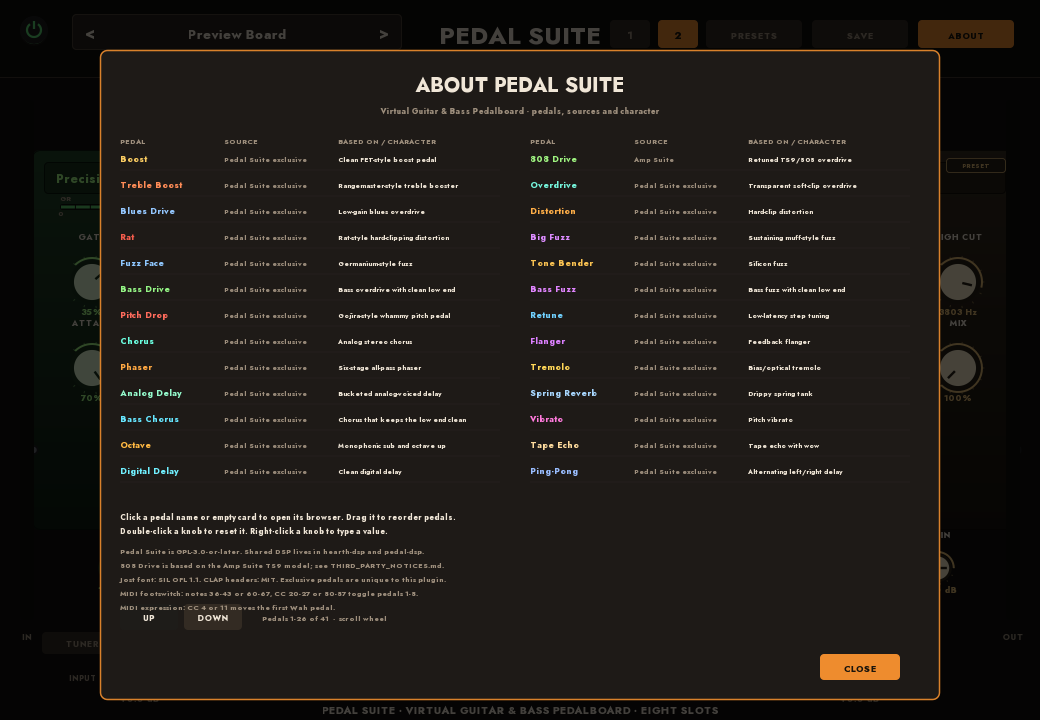 < Preview Board > PEDAL SUITE 1 2 PRESETS SAVE ABOUT
ABOUT PEDAL SUITE
Virtual Guitar & Bass Pedalboard - pedals, sources and character
PEDAL SOURCE BASED ON / CHARACTER PEDAL SOURCE BASED ON / CHARACTER
Boost Pedal Suite exclusive Clean FET-style boost pedal 808 Drive Amp Suite Retuned TS9/808 overdrive
Treble Boost Pedal Suite exclusive Rangemaster-style treble booster Overdrive Pedal Suite exclusive Transparent soft-clip overdrive
Blues Drive Pedal Suite exclusive Low-gain blues overdrive Distortion Pedal Suite exclusive Hard-clip distortion
Rat Pedal Suite exclusive Rat-style hard-clipping distortion Big Fuzz Pedal Suite exclusive Sustaining muff-style fuzz
Fuzz Face Pedal Suite exclusive Germanium-style fuzz Tone Bender Pedal Suite exclusive Silicon fuzz
Bass Drive Pedal Suite exclusive Bass overdrive with clean low end Bass Fuzz Pedal Suite exclusive Bass fuzz with clean low end
Pitch Drop Pedal Suite exclusive Gojira-style whammy pitch pedal Retune Pedal Suite exclusive Low-latency step tuning
Chorus Pedal Suite exclusive Analog stereo chorus Flanger Pedal Suite exclusive Feedback flanger
Phaser Pedal Suite exclusive Six-stage all-pass phaser Tremolo Pedal Suite exclusive Bias/optical tremolo
Analog Delay Pedal Suite exclusive Bucketed analog-voiced delay Spring Reverb Pedal Suite exclusive Drippy spring tank
Bass Chorus Pedal Suite exclusive Chorus that keeps the low end clean Vibrato Pedal Suite exclusive Pitch vibrato
Octave Pedal Suite exclusive Monophonic sub and octave up Tape Echo Pedal Suite exclusive Tape echo with wow
Digital Delay Pedal Suite exclusive Clean digital delay Ping-Pong Pedal Suite exclusive Alternating left/right delay
Click a pedal name or empty card to open its browser. Drag it to reorder pedals.
Double-click a knob to reset it. Right-click a knob to type a value.
Pedal Suite is GPL-3.0-or-later. Shared DSP lives in hearth-dsp and pedal-dsp.
808 Drive is based on the Amp Suite TS9 model; see THIRD_PARTY_NOTICES.md.
Jost font: SIL OFL 1.1. CLAP headers: MIT. Exclusive pedals are unique to this plugin.
MIDI footswitch: notes 36-43 or 60-67, CC 20-27 or 80-87 toggle pedals 1-8.
MIDI expression: CC 4 or 11 moves the first Wah pedal.
UP DOWN Pedals 1-26 of 41 - scroll wheel
CLOSE
PRESET
IGH CUT
3803 Hz
MIX
100%
35%
ATTA
70%
IN
dB
IN TUNER OUT
INPUT
PEDAL SUITE · VIRTUAL GUITAR & BASS PEDALBOARD · EIGHT SLOTS